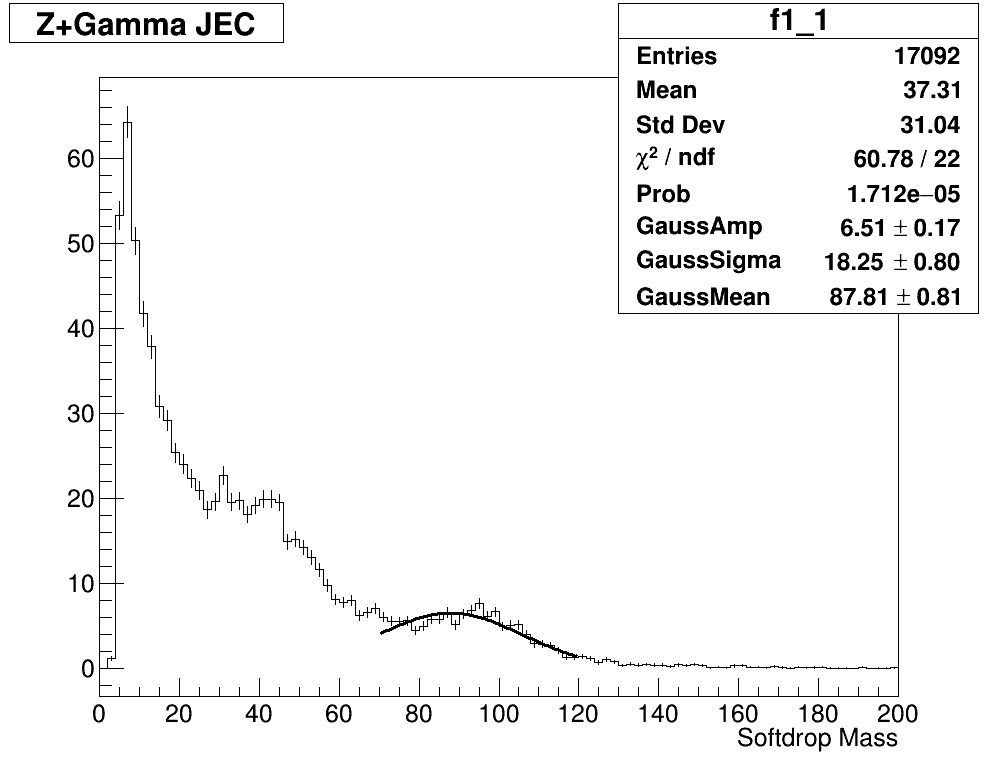 Z+Gamma JEC
f1_1
Entries 17092
Mean 37.31
Std Dev 31.04
χ² / ndf 60.78 / 22
Prob 1.712e−05
GaussAmp 6.51 ± 0.17
GaussSigma 18.25 ± 0.80
GaussMean 87.81 ± 0.81
60
50
40
30
20
10
0
0 20 40 60 80 100 120 140 160 180 200
Softdrop Mass